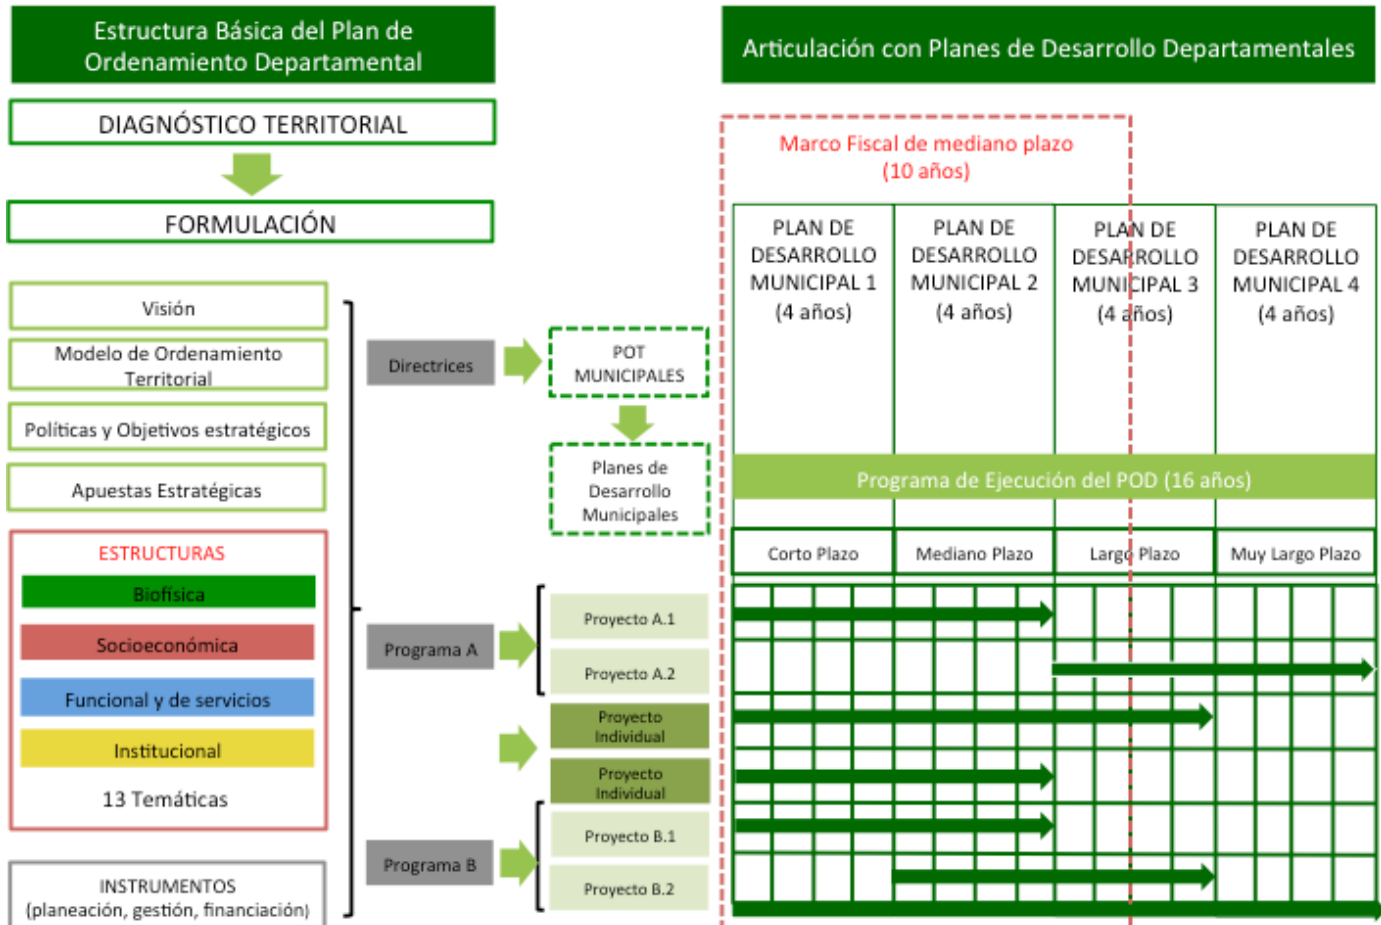 Estructura Básica del Plan de
Ordenamiento Departamental
DIAGNÓSTICO TERRITORIAL
FORMULACIÓN
Visión
Modelo de Ordenamiento
Territorial
Políticas y Objetivos estratégicos
Apuestas Estratégicas
ESTRUCTURAS
Biofísica
Socioeconómica
Funcional y de servicios
Institucional
13 Temáticas
INSTRUMENTOS
(planeación, gestión, financiación)
Directrices
POT
MUNICIPALES
Planes de
Desarrollo
Municipales
Programa A
Proyecto A.1
Proyecto A.2
Proyecto
Individual
Proyecto
Individual
Programa B
Proyecto B.1
Proyecto B.2
Articulación con Planes de Desarrollo Departamentales
Marco Fiscal de mediano plazo
(10 años)
PLAN DE
DESARROLLO
MUNICIPAL 1
(4 años)
PLAN DE
DESARROLLO
MUNICIPAL 2
(4 años)
PLAN DE
DESARROLLO
MUNICIPAL 3
(4 años)
PLAN DE
DESARROLLO
MUNICIPAL 4
(4 años)
Programa de Ejecución del POD (16 años)
Corto Plazo
Mediano Plazo
Largo Plazo
Muy Largo Plazo